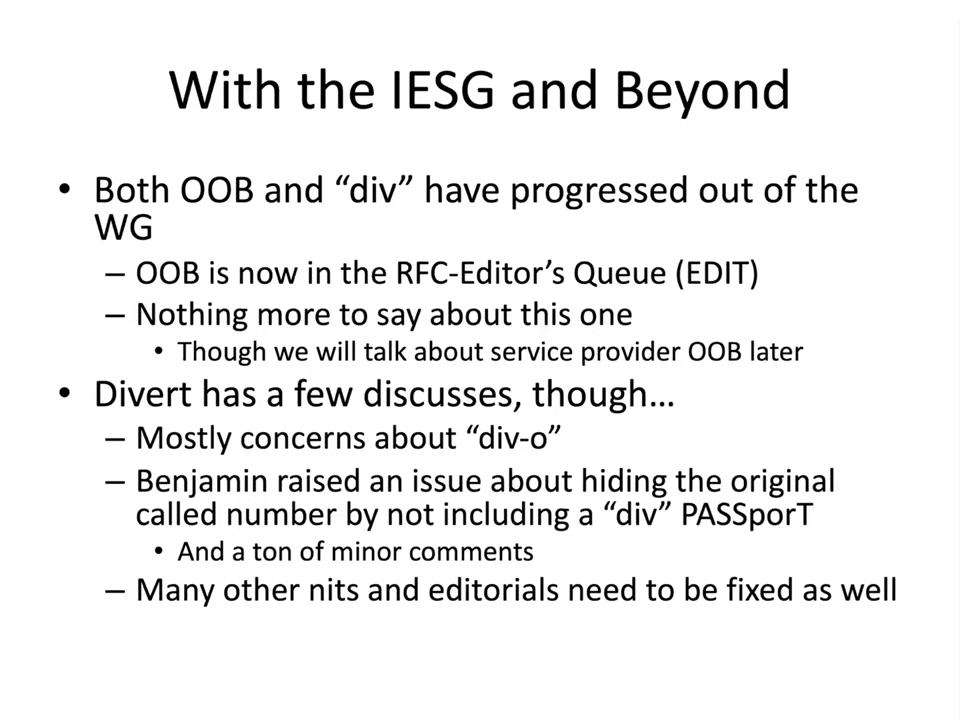 With the IESG and Beyond
• Both OOB and “div” have progressed out of the
WG
– OOB is now in the RFC-Editor’s Queue (EDIT)
– Nothing more to say about this one
• Though we will talk about service provider OOB later
• Divert has a few discusses, though…
– Mostly concerns about “div-o”
– Benjamin raised an issue about hiding the original
called number by not including a “div” PASSporT
• And a ton of minor comments
– Many other nits and editorials need to be fixed as well